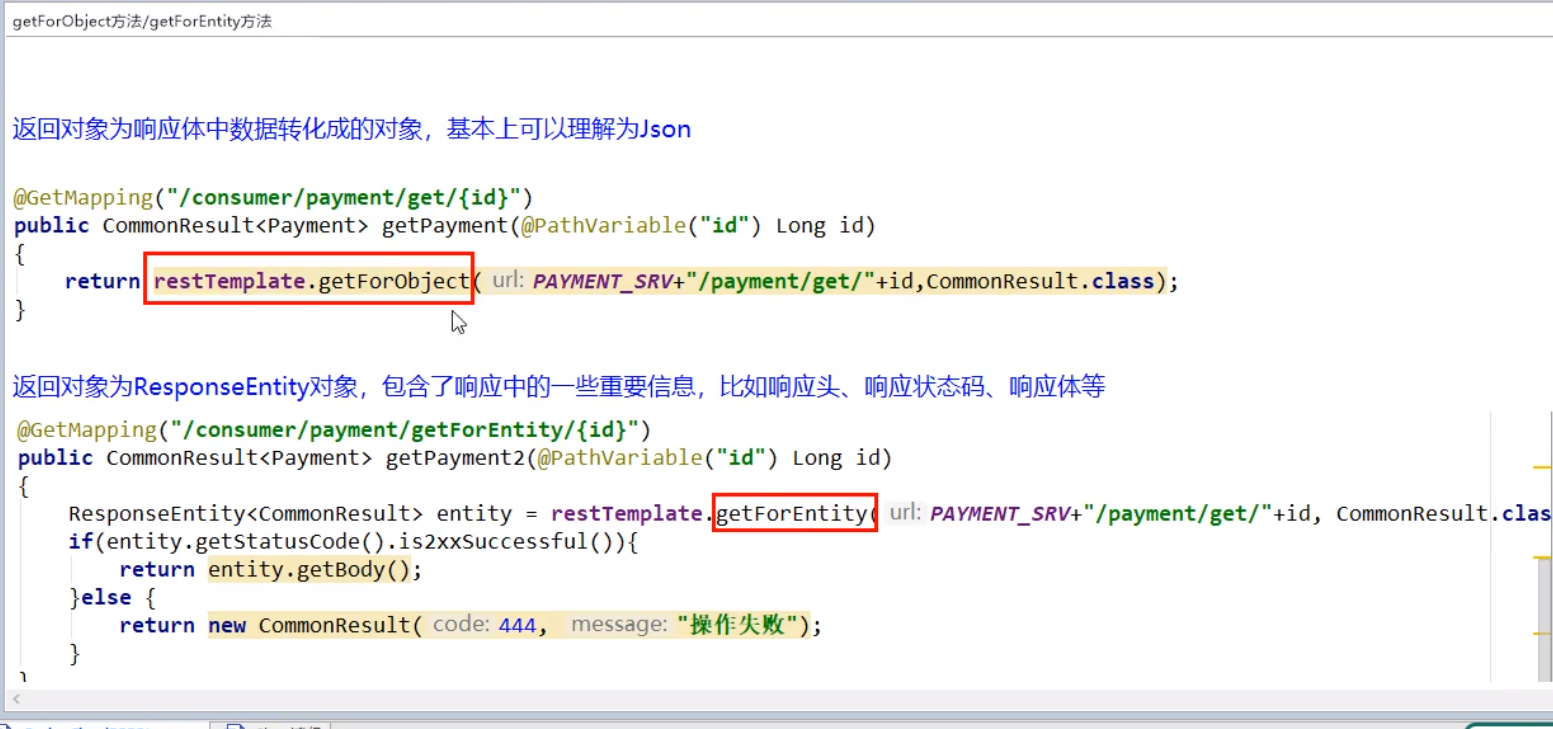 getForObject方法/getForEntity方法
返回对象为响应体中数据转化成的对象，基本上可以理解为Json
@GetMapping("/consumer/payment/get/{id}")
public CommonResult<Payment> getPayment(@PathVariable("id") Long id)
{
return restTemplate.getForObject( url: PAYMENT_SRV+"/payment/get/"+id,CommonResult.class);
}
返回对象为ResponseEntity对象，包含了响应中的一些重要信息，比如响应头、响应状态码、响应体等
@GetMapping("/consumer/payment/getForEntity/{id}")
public CommonResult<Payment> getPayment2(@PathVariable("id") Long id)
{
ResponseEntity<CommonResult> entity = restTemplate.getForEntity( url: PAYMENT_SRV+"/payment/get/"+id, CommonResult.clas
if(entity.getStatusCode().is2xxSuccessful()){
return entity.getBody();
}else {
return new CommonResult( code: 444, message: "操作失败");
}